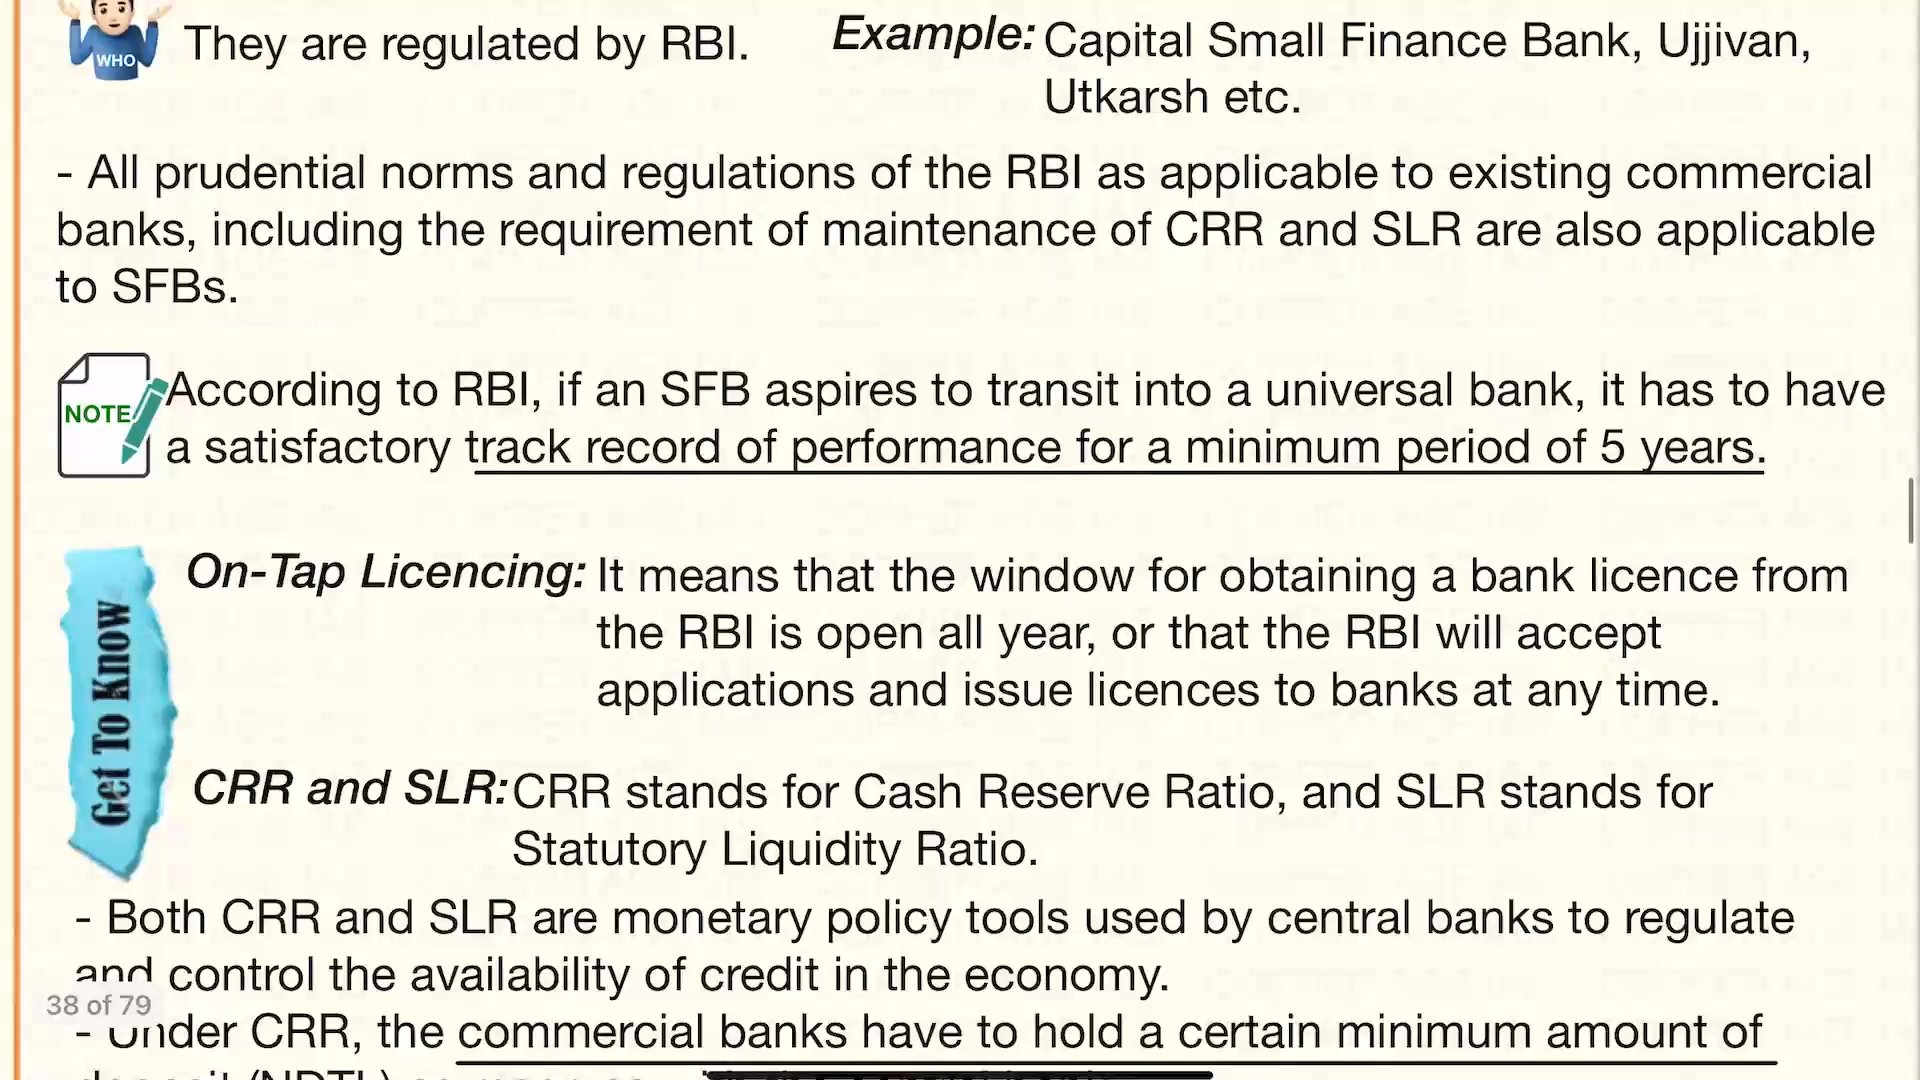 WHO
They are regulated by RBI.
Example: Capital Small Finance Bank, Ujjivan,
Utkarsh etc.
- All prudential norms and regulations of the RBI as applicable to existing commercial
banks, including the requirement of maintenance of CRR and SLR are also applicable
to SFBs.
NOTE
According to RBI, if an SFB aspires to transit into a universal bank, it has to have
a satisfactory track record of performance for a minimum period of 5 years.
Get To Know
On-Tap Licencing: It means that the window for obtaining a bank licence from
the RBI is open all year, or that the RBI will accept
applications and issue licences to banks at any time.
CRR and SLR: CRR stands for Cash Reserve Ratio, and SLR stands for
Statutory Liquidity Ratio.
- Both CRR and SLR are monetary policy tools used by central banks to regulate
and control the availability of credit in the economy.
38 of 79
- Under CRR, the commercial banks have to hold a certain minimum amount of
deposit (NDTL)